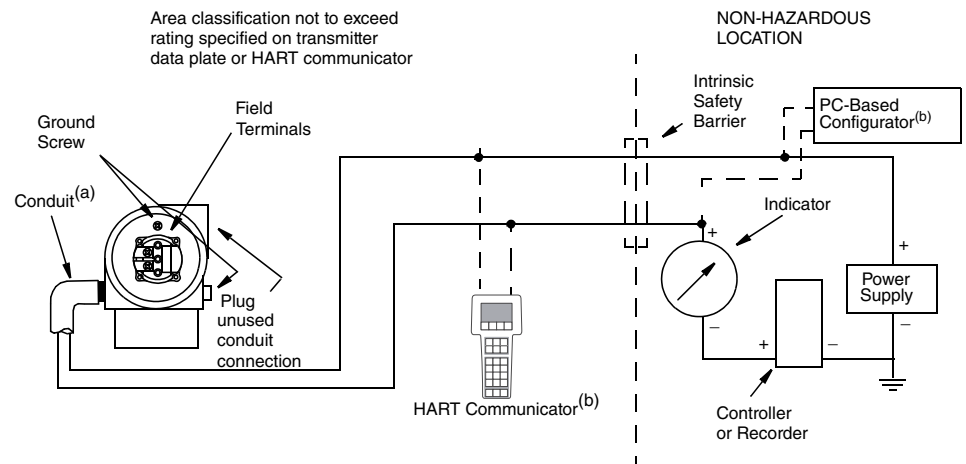 Area classification not to exceed
rating specified on transmitter
data plate or HART communicator
NON-HAZARDOUS
LOCATION
Ground
Screw
Field
Terminals
Intrinsic
Safety
Barrier
PC-Based
Configurator(b)
Conduit(a)
Indicator
Plug
unused
conduit
connection
+
+
Power
Supply
–
–
+
–
HART Communicator(b)
Controller
or Recorder